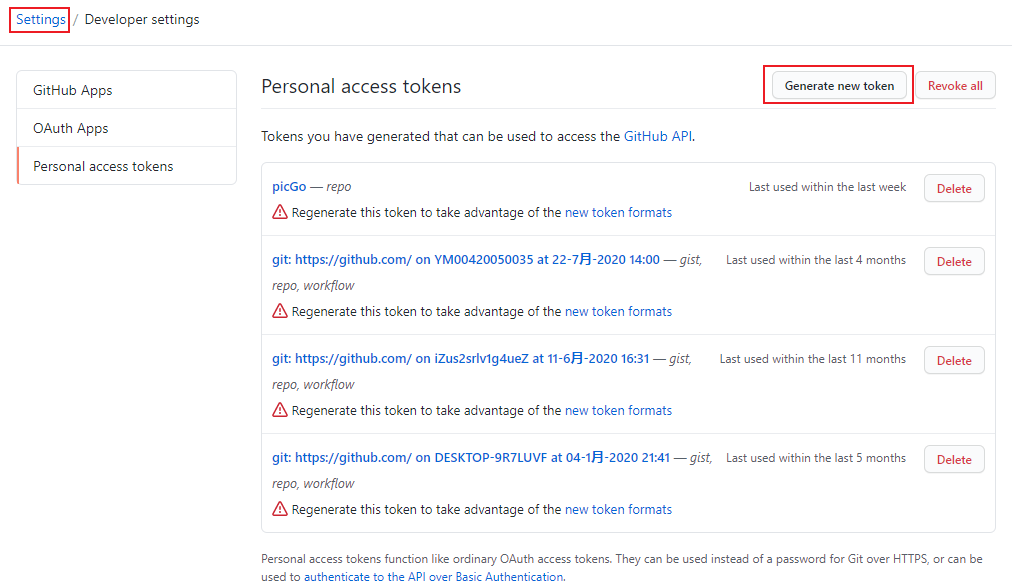 Settings / Developer settings
GitHub Apps
OAuth Apps
Personal access tokens
Personal access tokens
Generate new token
Revoke all
Tokens you have generated that can be used to access the GitHub API.
picGo — repo
Last used within the last week
Delete
Regenerate this token to take advantage of the new token formats
git: https://github.com/ on YM00420050035 at 22-7月-2020 14:00 — gist,
repo, workflow
Last used within the last 4 months
Delete
Regenerate this token to take advantage of the new token formats
git: https://github.com/ on iZus2srlv1g4ueZ at 11-6月-2020 16:31 — gist,
repo, workflow
Last used within the last 11 months
Delete
Regenerate this token to take advantage of the new token formats
git: https://github.com/ on DESKTOP-9R7LUVF at 04-1月-2020 21:41 — gist,
repo, workflow
Last used within the last 5 months
Delete
Regenerate this token to take advantage of the new token formats
Personal access tokens function like ordinary OAuth access tokens. They can be used instead of a password for Git over HTTPS, or can be
used to authenticate to the API over Basic Authentication.